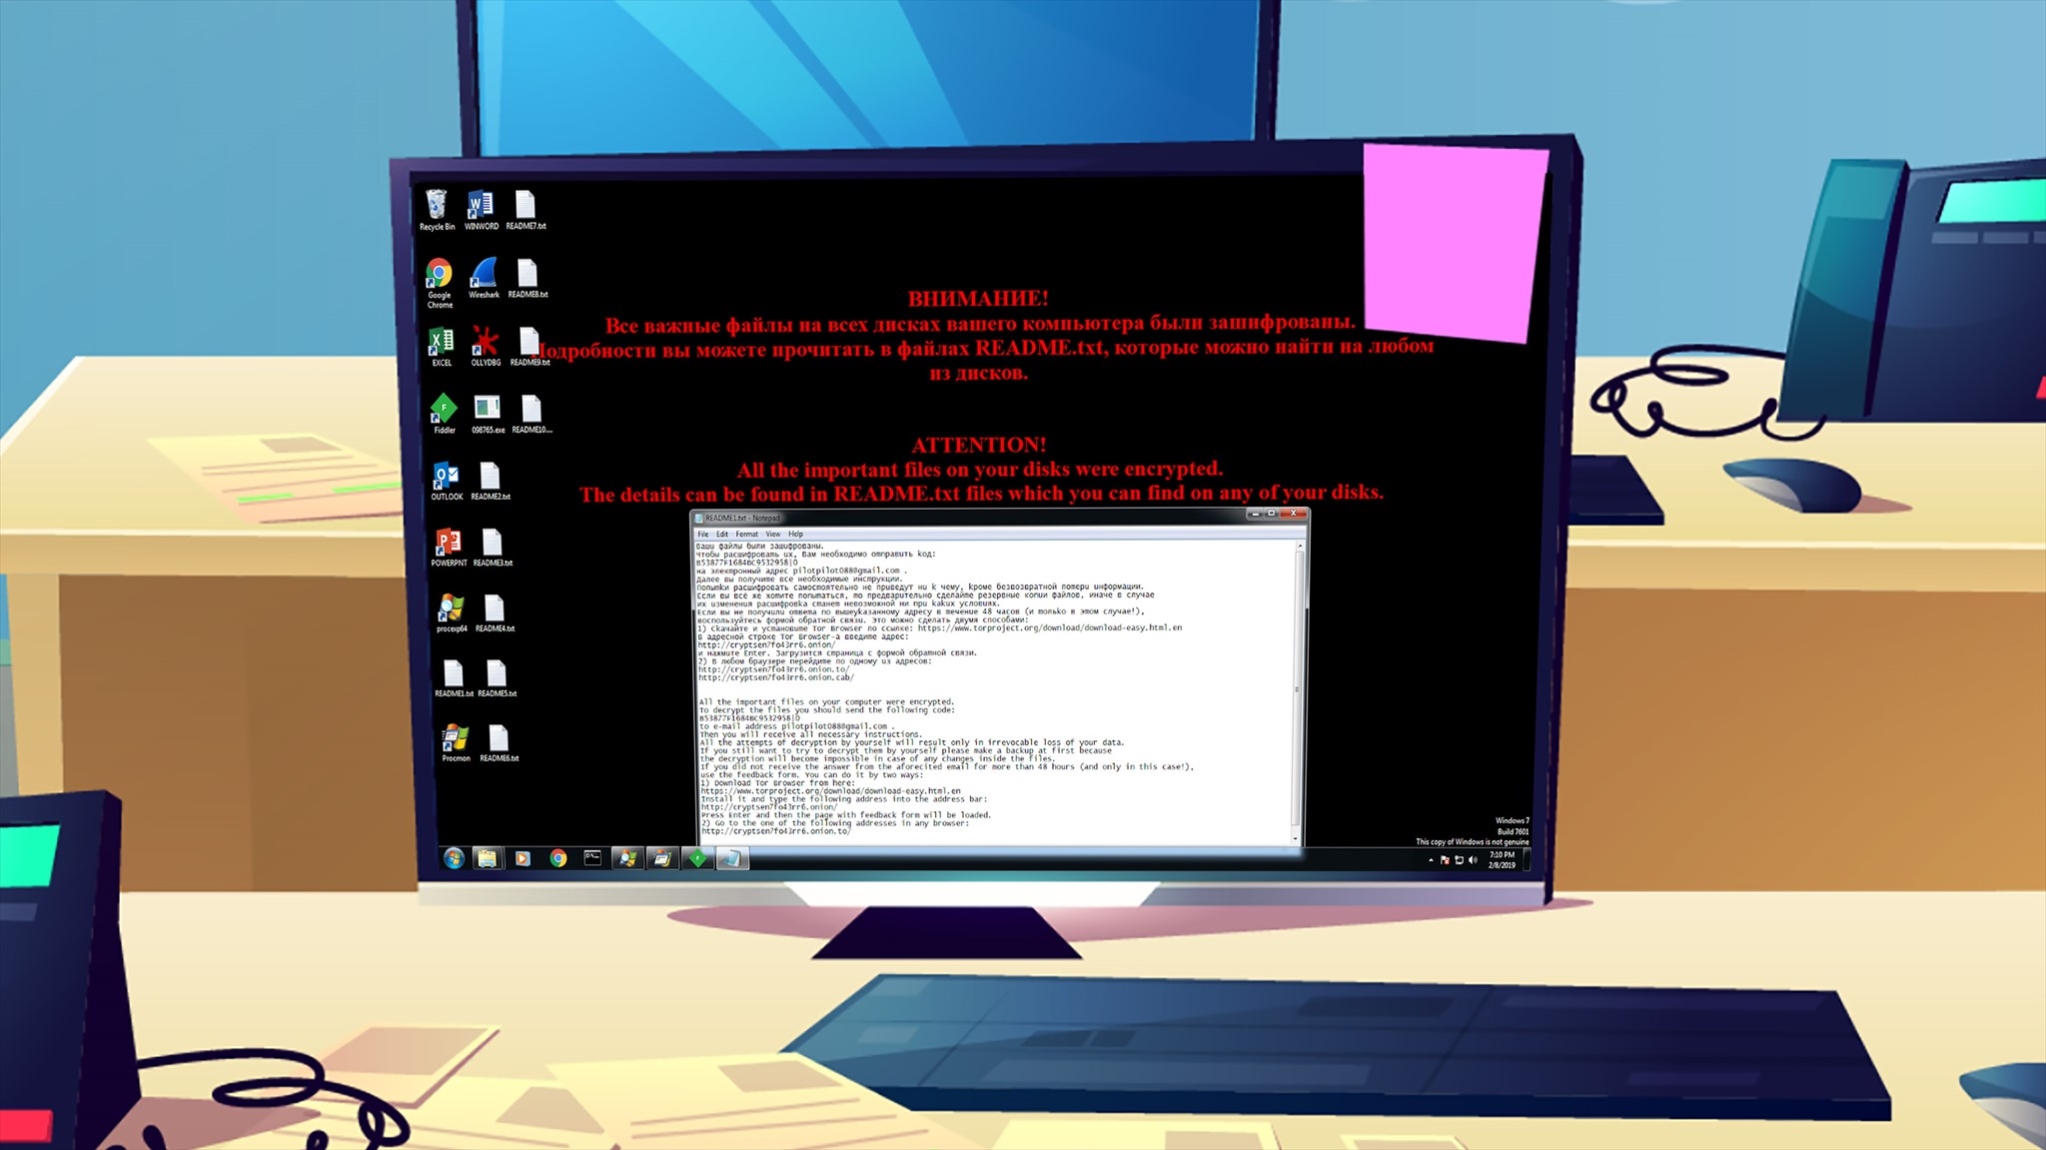 Recycle Bin
WINWORD
README7.txt
Google Chrome
Wireshark
README8.txt
EXCEL
OLLYDBG
README9.txt
Fiddler
098765.exe
README10....
OUTLOOK
README2.txt
POWERPNT
README3.txt
procexp64
README4.txt
README1.txt
README5.txt
Procmon
README6.txt
ВНИМАНИЕ!
Все важные файлы на всех дисках вашего компьютера были зашифрованы.
Подробности вы можете прочитать в файлах README.txt, которые можно найти на любом
из дисков.
ATTENTION!
All the important files on your disks were encrypted.
The details can be found in README.txt files which you can find on any of your disks.
README1.txt - Notepad
File Edit Format View Help
Ваши файлы были зашифрованы.
Чтобы расшифровать их, Вам необходимо отправить код:
на электронный адрес pilotpilot088@gmail.com .
Далее вы получите все необходимые инструкции.
Попытки расшифровать самостоятельно не приведут ни к чему, кроме безвозвратной потери информации.
Если вы всё же хотите попытаться, то предварительно сделайте резервные копии файлов, иначе в случае
их изменения расшифровка станет невозможной ни при каких условиях.
Если вы не получили ответа по вышеуказанному адресу в течение 48 часов (и только в этом случае!),
воспользуйтесь формой обратной связи. Это можно сделать двумя способами:
1) Скачайте и установите Tor Browser по ссылке: https://www.torproject.org/download/download-easy.html.en
В адресной строке Tor Browser-а введите адрес:
http://cryptsen7fo43rr6.onion/
и нажмите Enter. Загрузится страница с формой обратной связи.
2) В любом браузере перейдите по одному из адресов:
http://cryptsen7fo43rr6.onion.to/
http://cryptsen7fo43rr6.onion.cab/
All the important files on your computer were encrypted.
To decrypt the files you should send the following code:
to e-mail address pilotpilot088@gmail.com .
Then you will receive all necessary instructions.
All the attempts of decryption by yourself will result only in irrevocable loss of your data.
If you still want to try to decrypt them by yourself please make a backup at first because
the decryption will become impossible in case of any changes inside the files.
If you did not receive the answer from the aforecited email for more than 48 hours (and only in this case!),
use the feedback form. You can do it by two ways:
1) Download Tor Browser from here:
https://www.torproject.org/download/download-easy.html.en
Install it and type the following address into the address bar:
http://cryptsen7fo43rr6.onion/
Press Enter and then the page with feedback form will be loaded.
2) Go to the one of the following addresses in any browser:
http://cryptsen7fo43rr6.onion.to/
Windows 7
Build 7601
This copy of Windows is not genuine
7:10 PM
2/8/2019